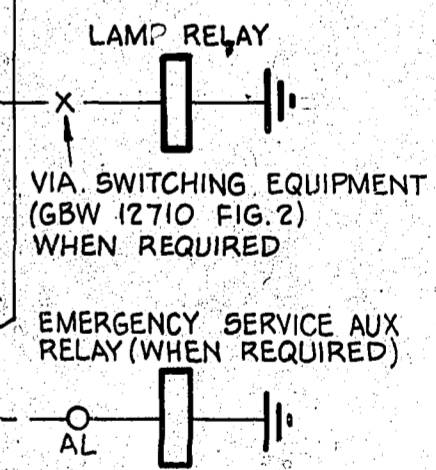 LAMP RELAY
X
VIA. SWITCHING EQUIPMENT
(GBW 12710 FIG. 2)
WHEN REQUIRED
EMERGENCY SERVICE AUX
RELAY (WHEN REQUIRED)
AL